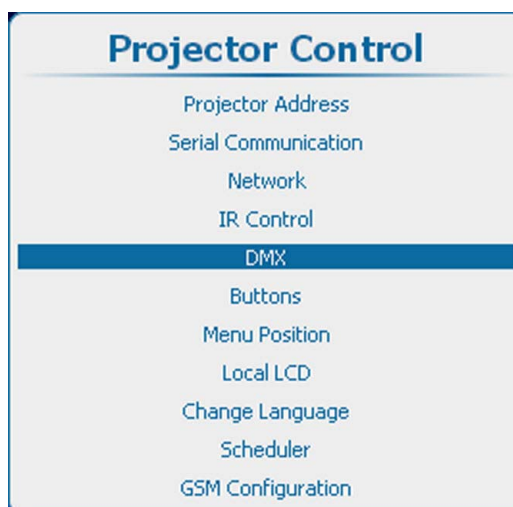 Projector Control
Projector Address
Serial Communication
Network
IR Control
DMX
Buttons
Menu Position
Local LCD
Change Language
Scheduler
GSM Configuration